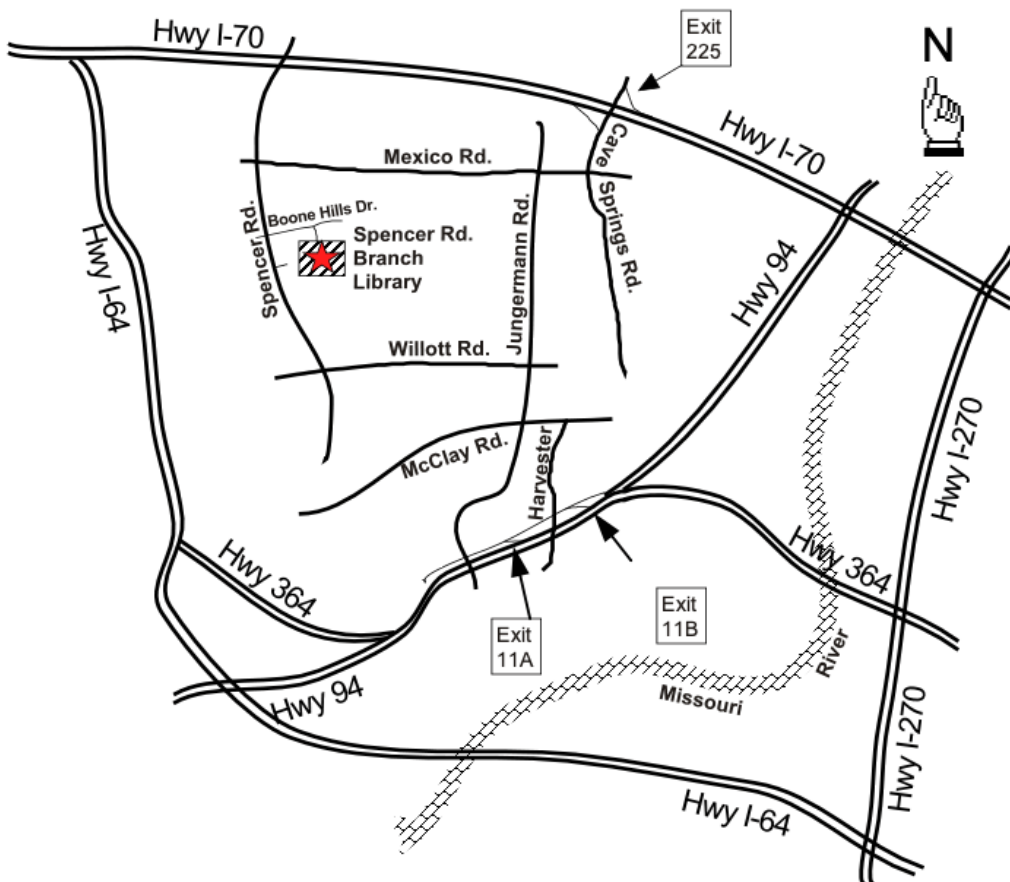 Hwy I-70
Exit
225
N
Hwy I-70
Cave Springs Rd.
Mexico Rd.
Boone Hills Dr.
Spencer Rd.
Spencer Rd.
Branch
Library
Jungermann Rd.
Hwy 94
Hwy I-64
Willott Rd.
McClay Rd.
Harvester
Hwy I-270
Hwy 364
Hwy 364
Exit
11A
Exit
11B
Missouri
River
Hwy 94
Hwy I-270
Hwy I-64